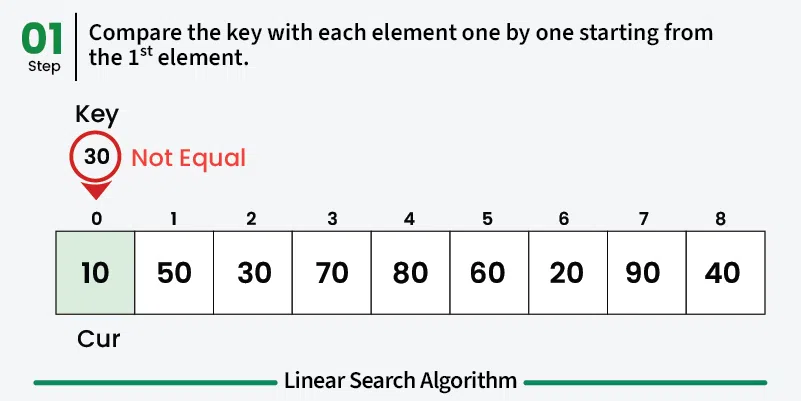 01
Step
Compare the key with each element one by one starting from
the 1st element.
Key
30 Not Equal
0 1 2 3 4 5 6 7 8
10 50 30 70 80 60 20 90 40
Cur
Linear Search Algorithm